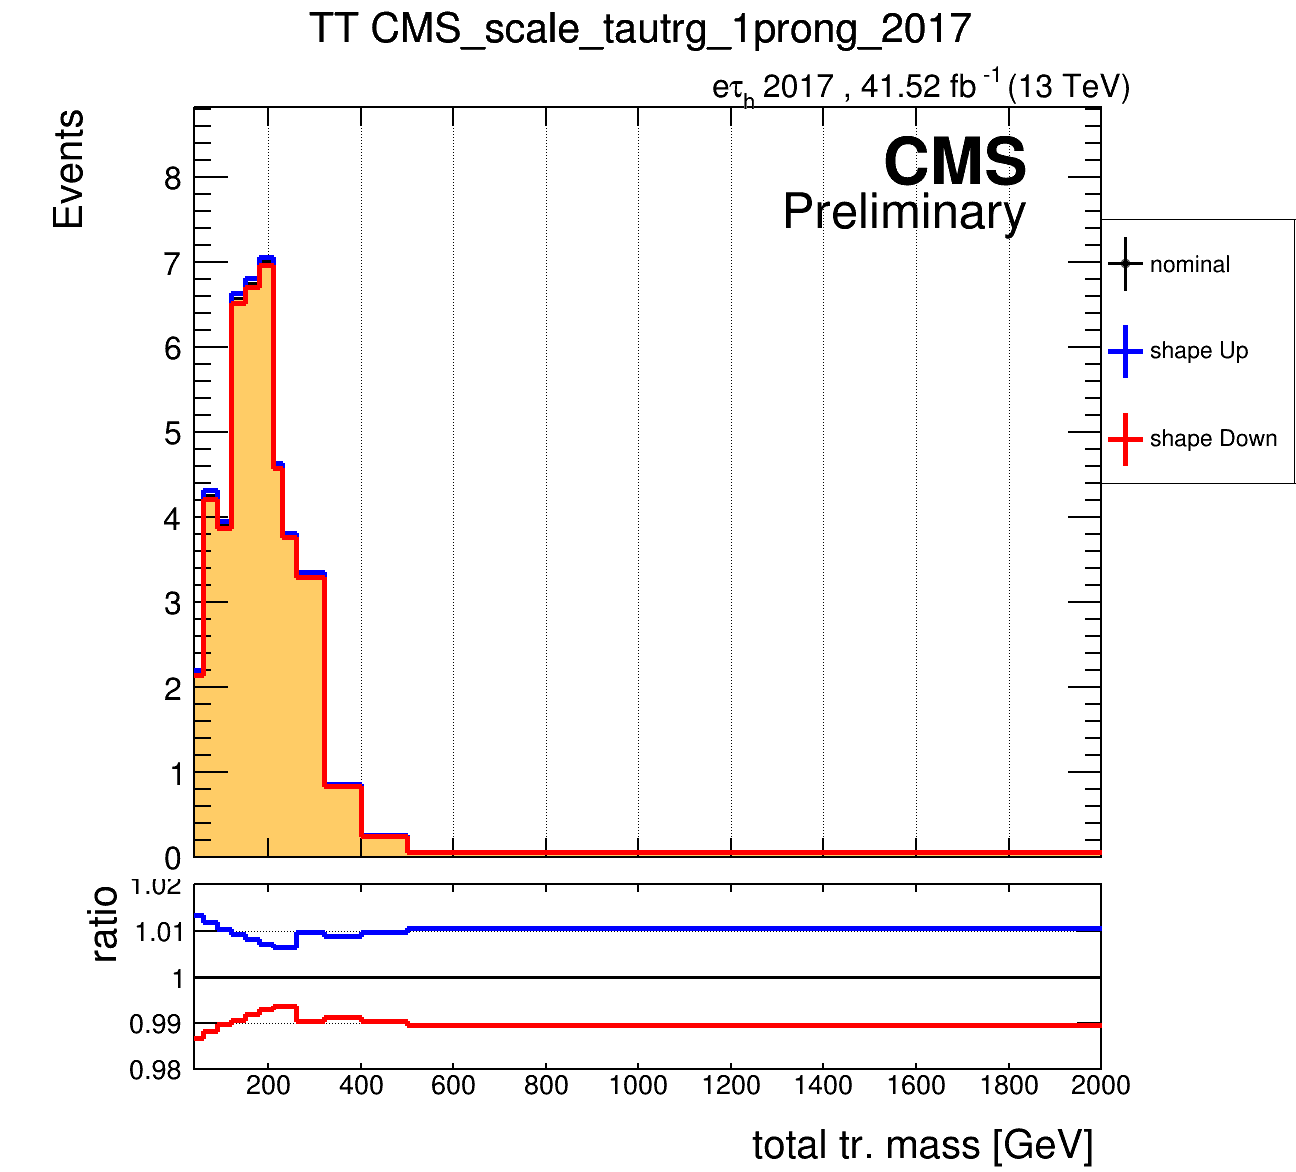 TT CMS_scale_tautrg_1prong_2017
eτh 2017 , 41.52 fb -1 (13 TeV)
Events
CMS
Preliminary
8
7
6
5
4
3
2
1
0
nominal
shape Up
shape Down
ratio
1.02
1.01
1
0.99
0.98
200 400 600 800 1000 1200 1400 1600 1800 2000
total tr. mass [GeV]